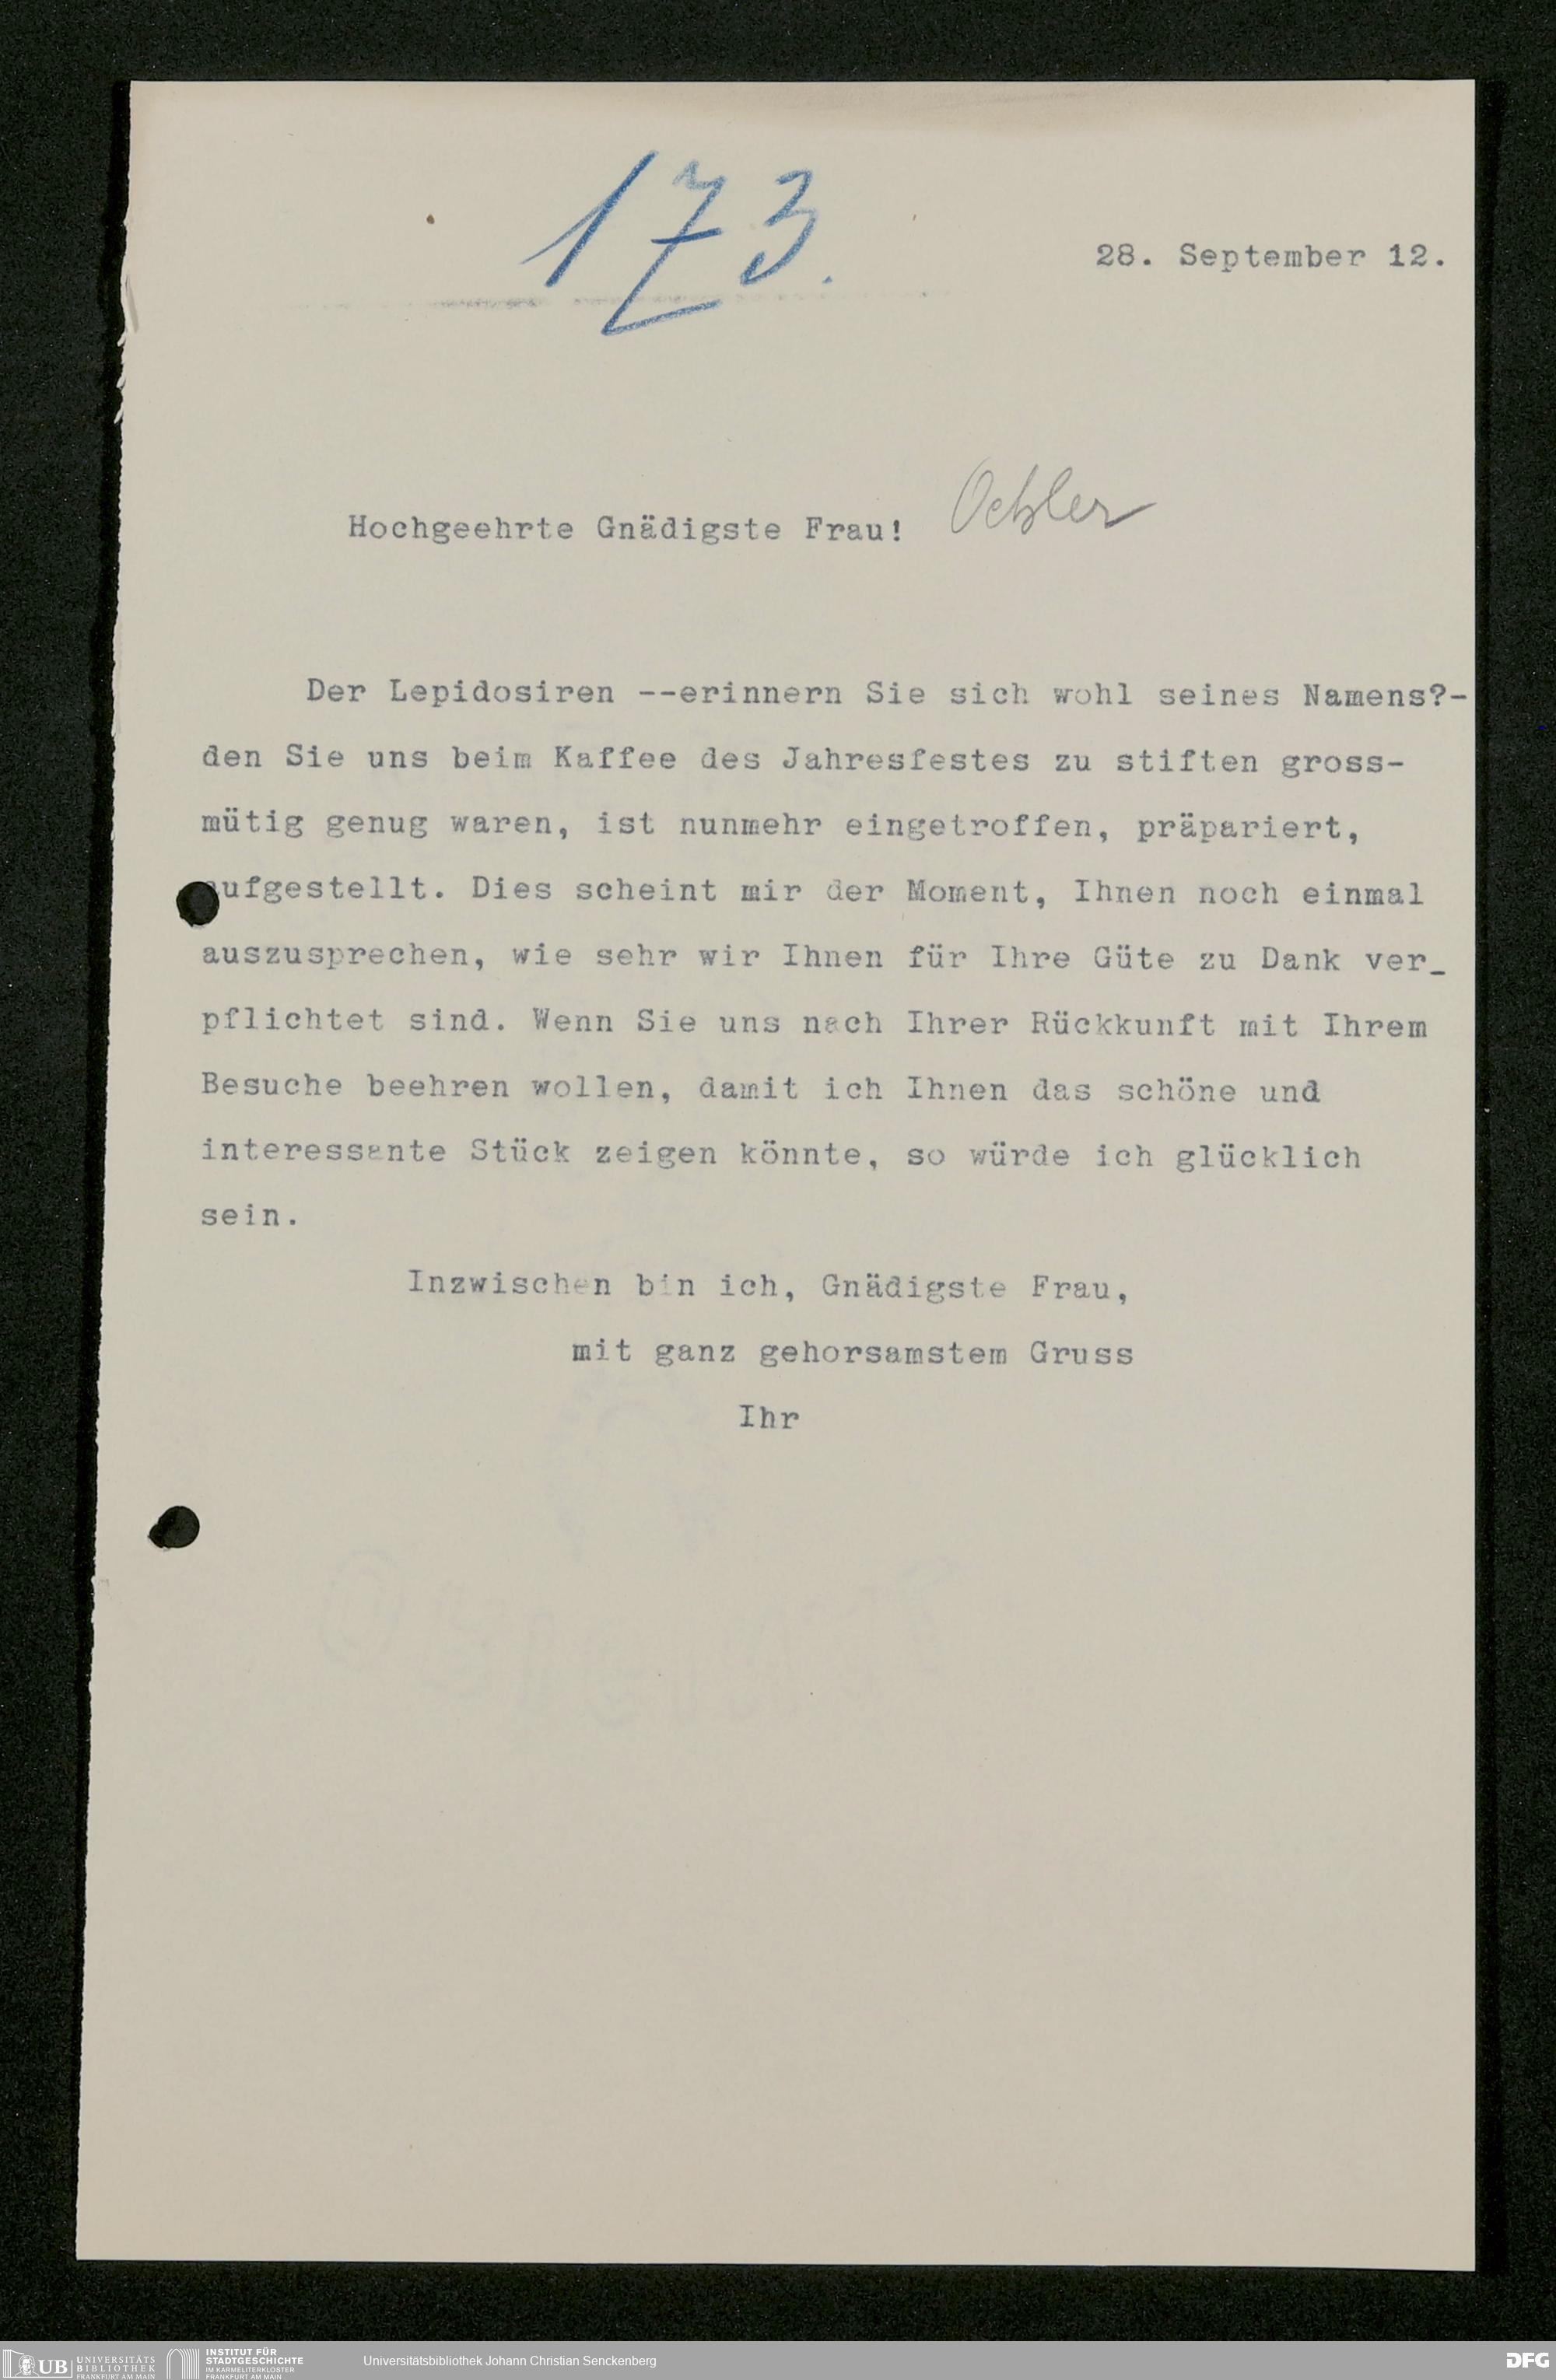 173.
28. September 12.
Hochgeehrte Gnädigste Frau! Oehler
Der Lepidosiren --erinnern Sie sich wohl seines Namens?-
den Sie uns beim Kaffee des Jahresfestes zu stiften gross-
mütig genug waren, ist nunmehr eingetroffen, präpariert,
aufgestellt. Dies scheint mir der Moment, Ihnen noch einmal
auszusprechen, wie sehr wir Ihnen für Ihre Güte zu Dank ver_
pflichtet sind. Wenn Sie uns nach Ihrer Rückkunft mit Ihrem
Besuche beehren wollen, damit ich Ihnen das schöne und
interessante Stück zeigen könnte, so würde ich glücklich
sein.
Inzwischen bin ich, Gnädigste Frau,
mit ganz gehorsamstem Gruss
Ihr
UB UNIVERSITÄTS
BIBLIOTHEK
FRANKFURT AM MAIN
INSTITUT FÜR
STADTGESCHICHTE
IM KARMELITERKLOSTER
FRANKFURT AM MAIN
Universitätsbibliothek Johann Christian Senckenberg
DFG